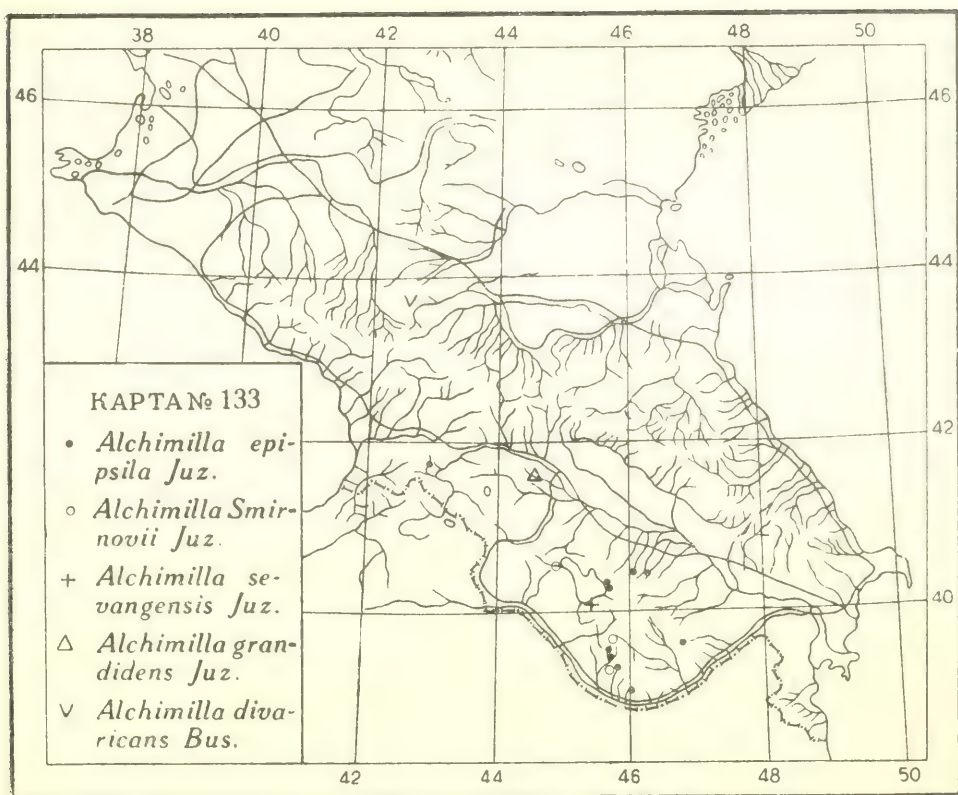 38 40 42 44 46 48 50
46 46
44 44
42
40
КАРТА № 133
• Alchimilla epi-
psila Juz.
○ Alchimilla Smir-
novii Juz.
+ Alchimilla se-
vangensis Juz.
△ Alchimilla gran-
didens Juz.
∨ Alchimilla diva-
ricans Bus.
42 44 46 48 50